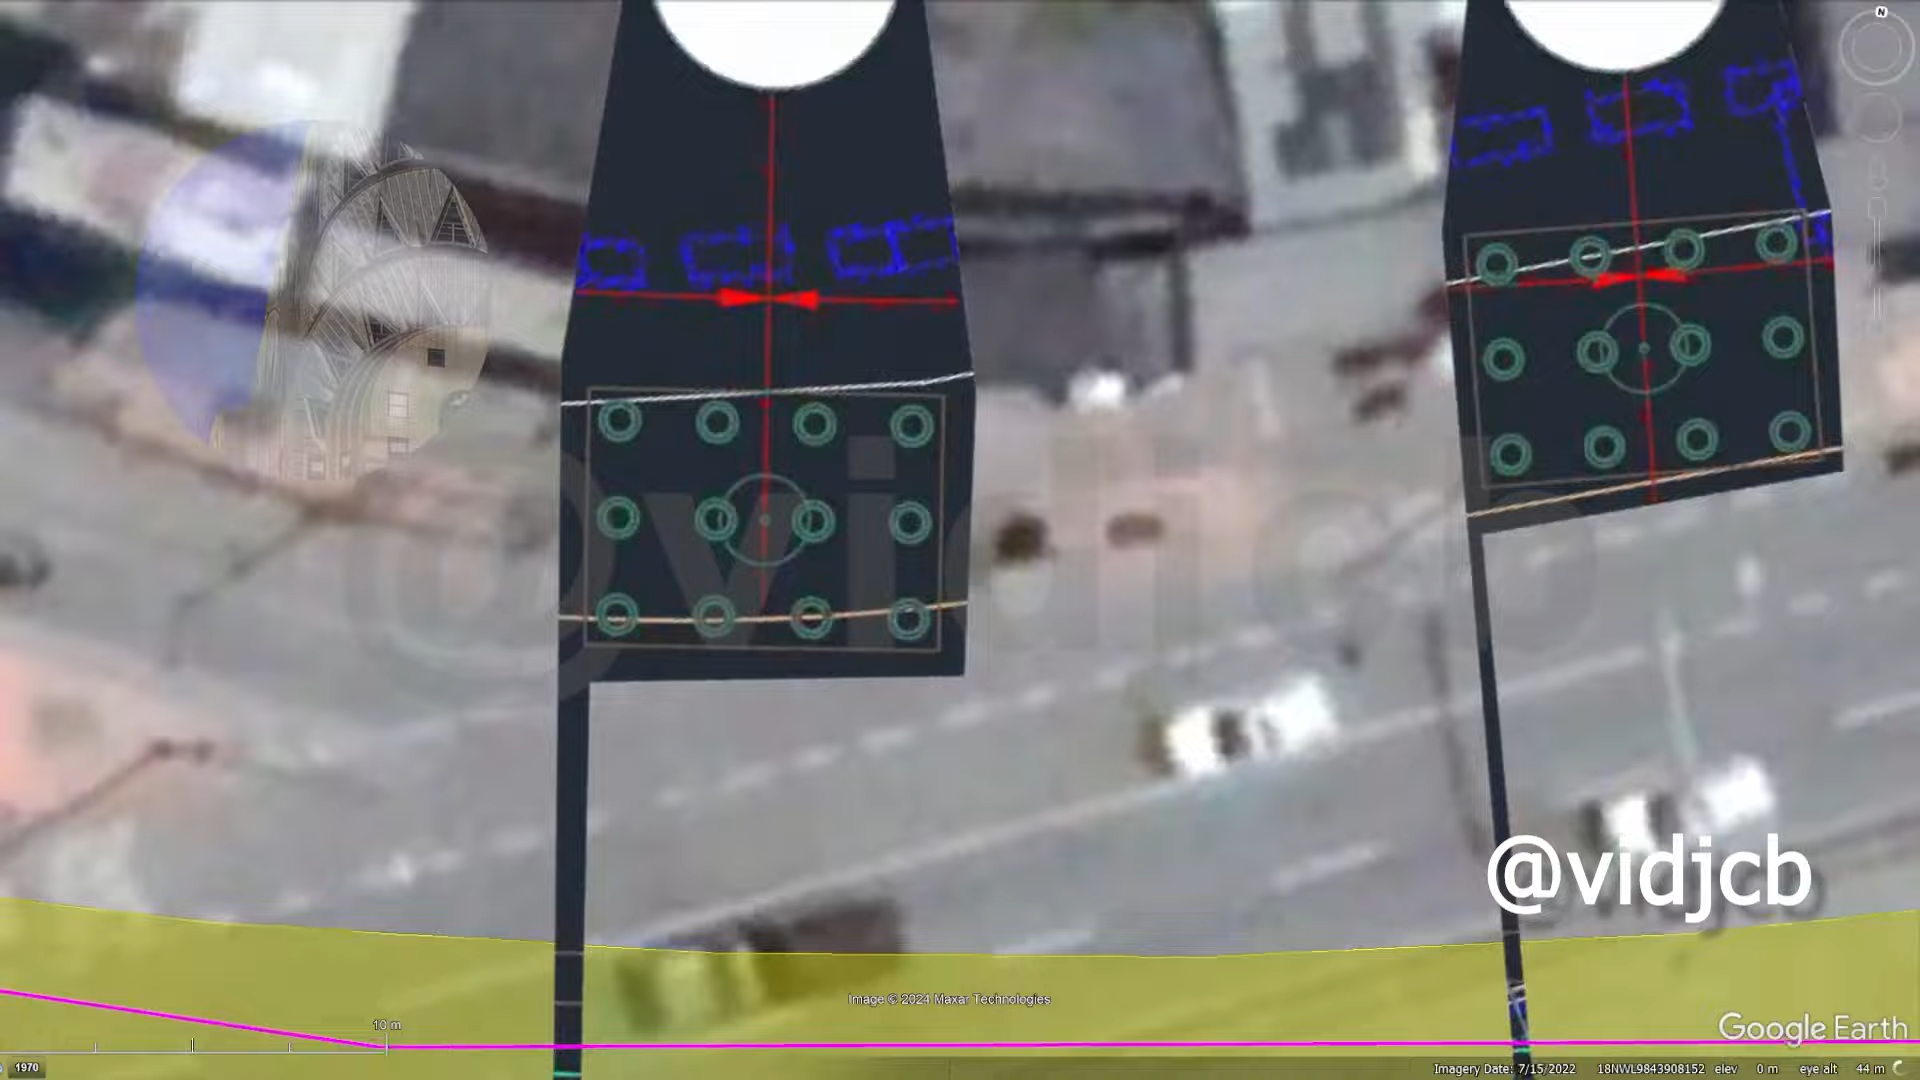 N
@vidjcb
@vidjcb
Image © 2024 Maxar Technologies
10 m
Google Earth
1970
Imagery Date: 7/15/2022 18NWL9843908152 elev 0 m eye alt 44 m